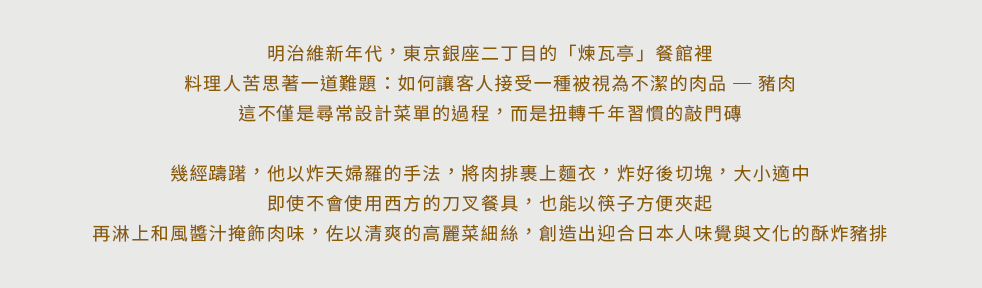 明治維新年代，東京銀座二丁目的「煉瓦亭」餐館裡
料理人苦思著一道難題：如何讓客人接受一種被視為不潔的肉品 — 豬肉
這不僅是尋常設計菜單的過程，而是扭轉千年習慣的敲門磚
幾經躊躇，他以炸天婦羅的手法，將肉排裹上麵衣，炸好後切塊，大小適中
即使不會使用西方的刀叉餐具，也能以筷子方便夾起
再淋上和風醬汁掩飾肉味，佐以清爽的高麗菜細絲，創造出迎合日本人味覺與文化的酥炸豬排